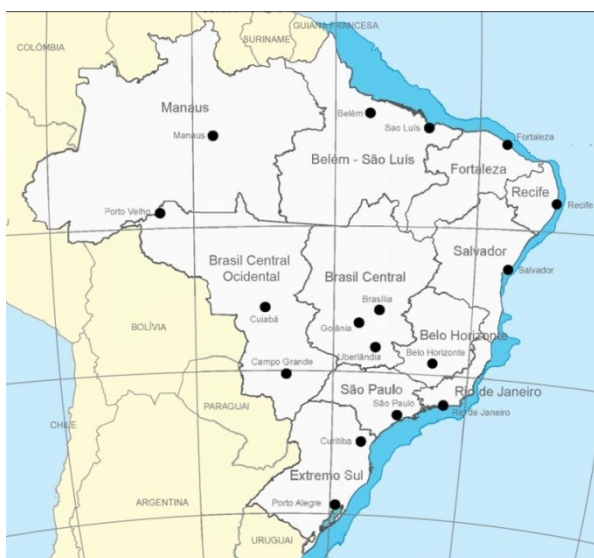 GUIANA FRANCESA
COLÔMBIA
SURINAME
Manaus
Belém
Manaus
Sao Luís
Fortaleza
Belém - São Luís
Fortaleza
Recife
Recife
Porto Velho
Salvador
Brasil Central
Ocidental
Brasil Central
Salvador
Brasília
Cuiabá
Goiânia
BOLÍVIA
Belo Horizonte
Uberlândia
Belo Horizonte
Campo Grande
São Paulo
Rio de Janeiro
PARAGUAI
São Paulo
Rio de Janeiro
CHILE
Curitiba
Extremo Sul
ARGENTINA
Porto Alegre
URUGUAI